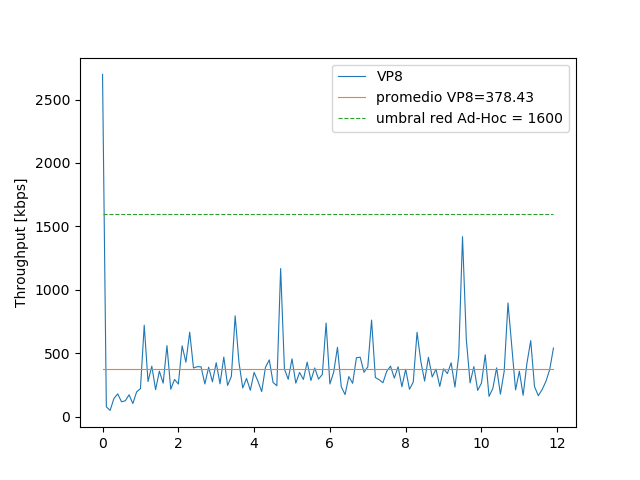 VP8
promedio VP8=378.43
umbral red Ad-Hoc = 1600
Throughput [kbps]
2500
2000
1500
1000
500
0
0 2 4 6 8 10 12